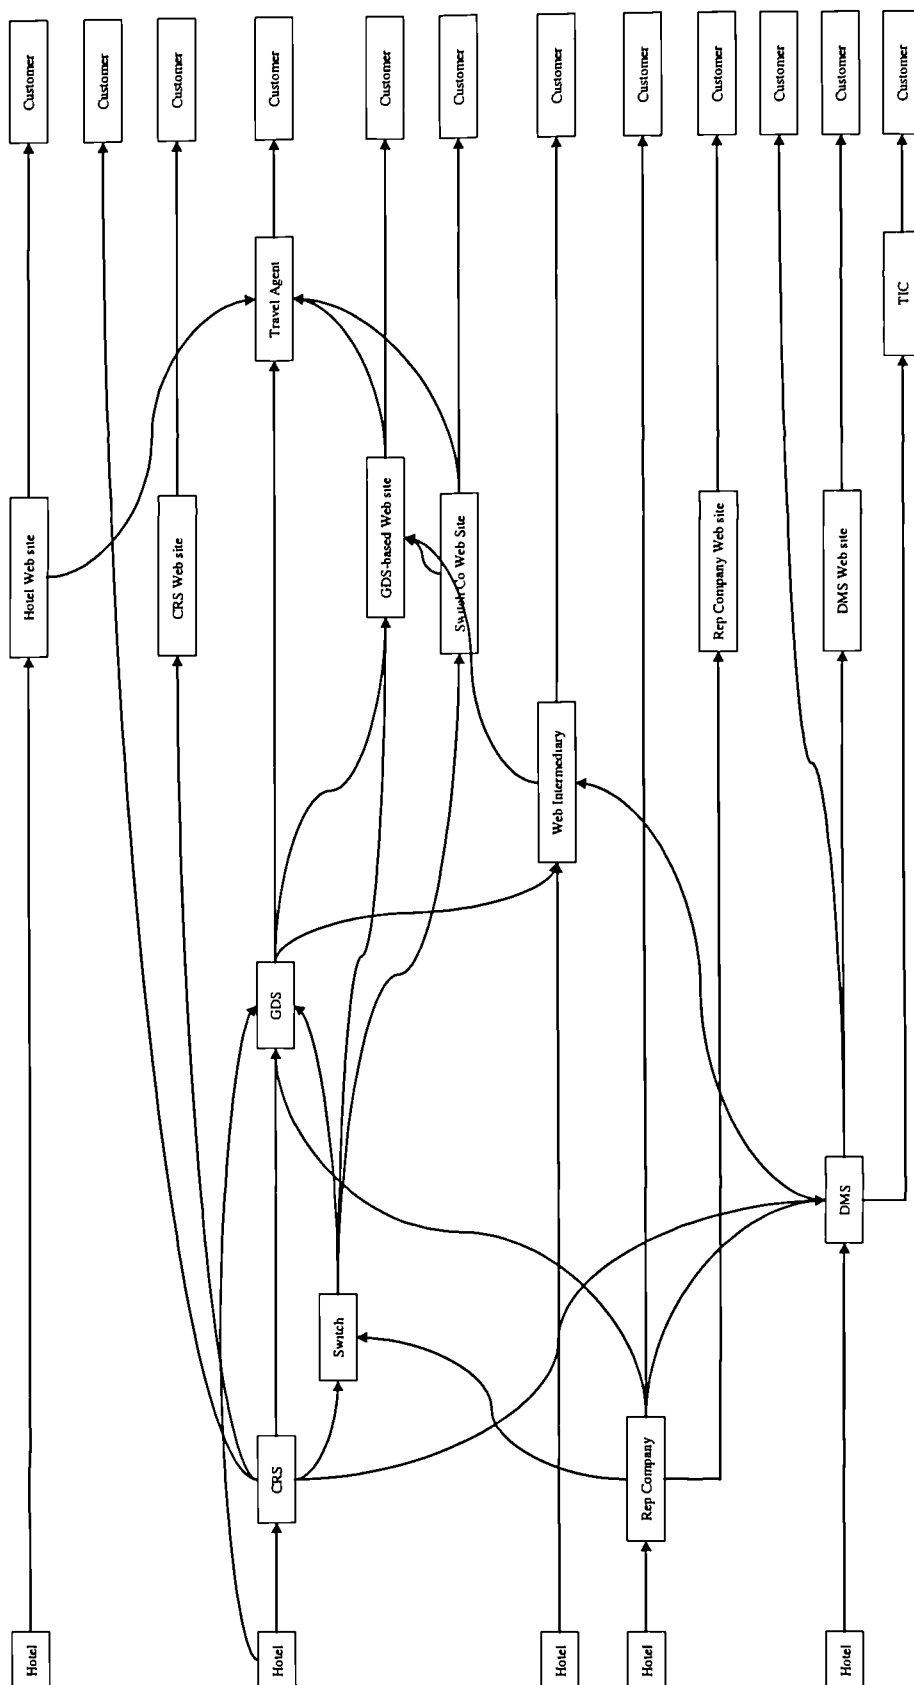 Customer
Customer
Customer
Customer
Customer
Customer
Customer
Customer
Customer
Customer
Customer
Customer
Travel Agent
TIC
Hotel Web site
CRS Web site
GDS-based Web site
Switch Co Web Site
Rep Company Web site
DMS Web site
Web Intermediary
GDS
DMS
Switch
CRS
Rep Company
Hotel
Hotel
Hotel
Hotel
Hotel